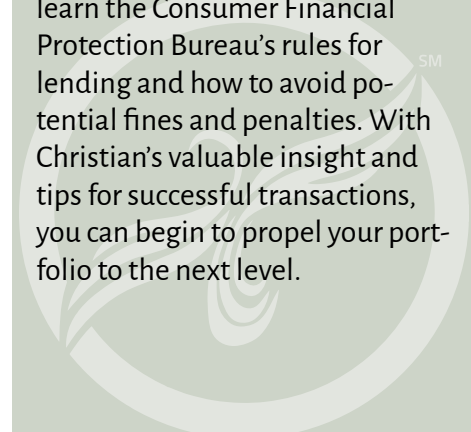 learn the Consumer Financial
Protection Bureau’s rules for
lending and how to avoid po-
tential fines and penalties. With
Christian’s valuable insight and
tips for successful transactions,
you can begin to propel your port-
folio to the next level.
SM